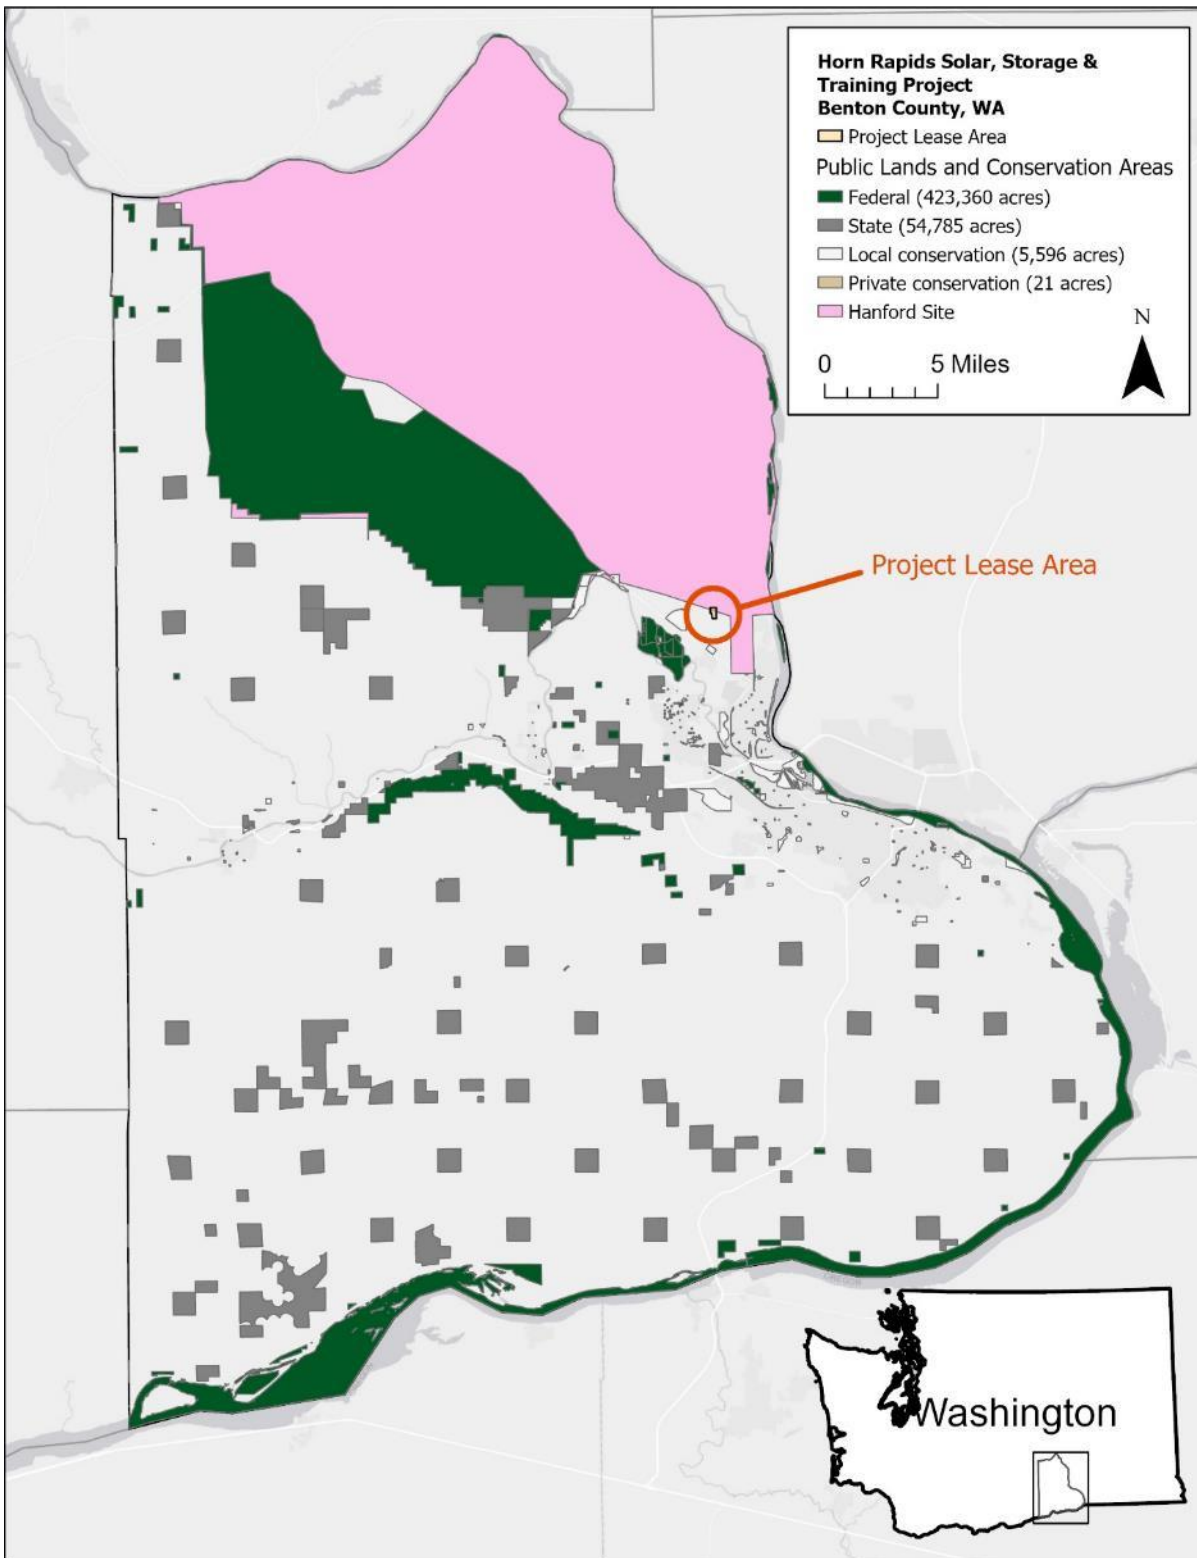 Horn Rapids Solar, Storage &
Training Project
Benton County, WA
Project Lease Area
Public Lands and Conservation Areas
Federal (423,360 acres)
State (54,785 acres)
Local conservation (5,596 acres)
Private conservation (21 acres)
Hanford Site
N
0 5 Miles
Project Lease Area
Washington